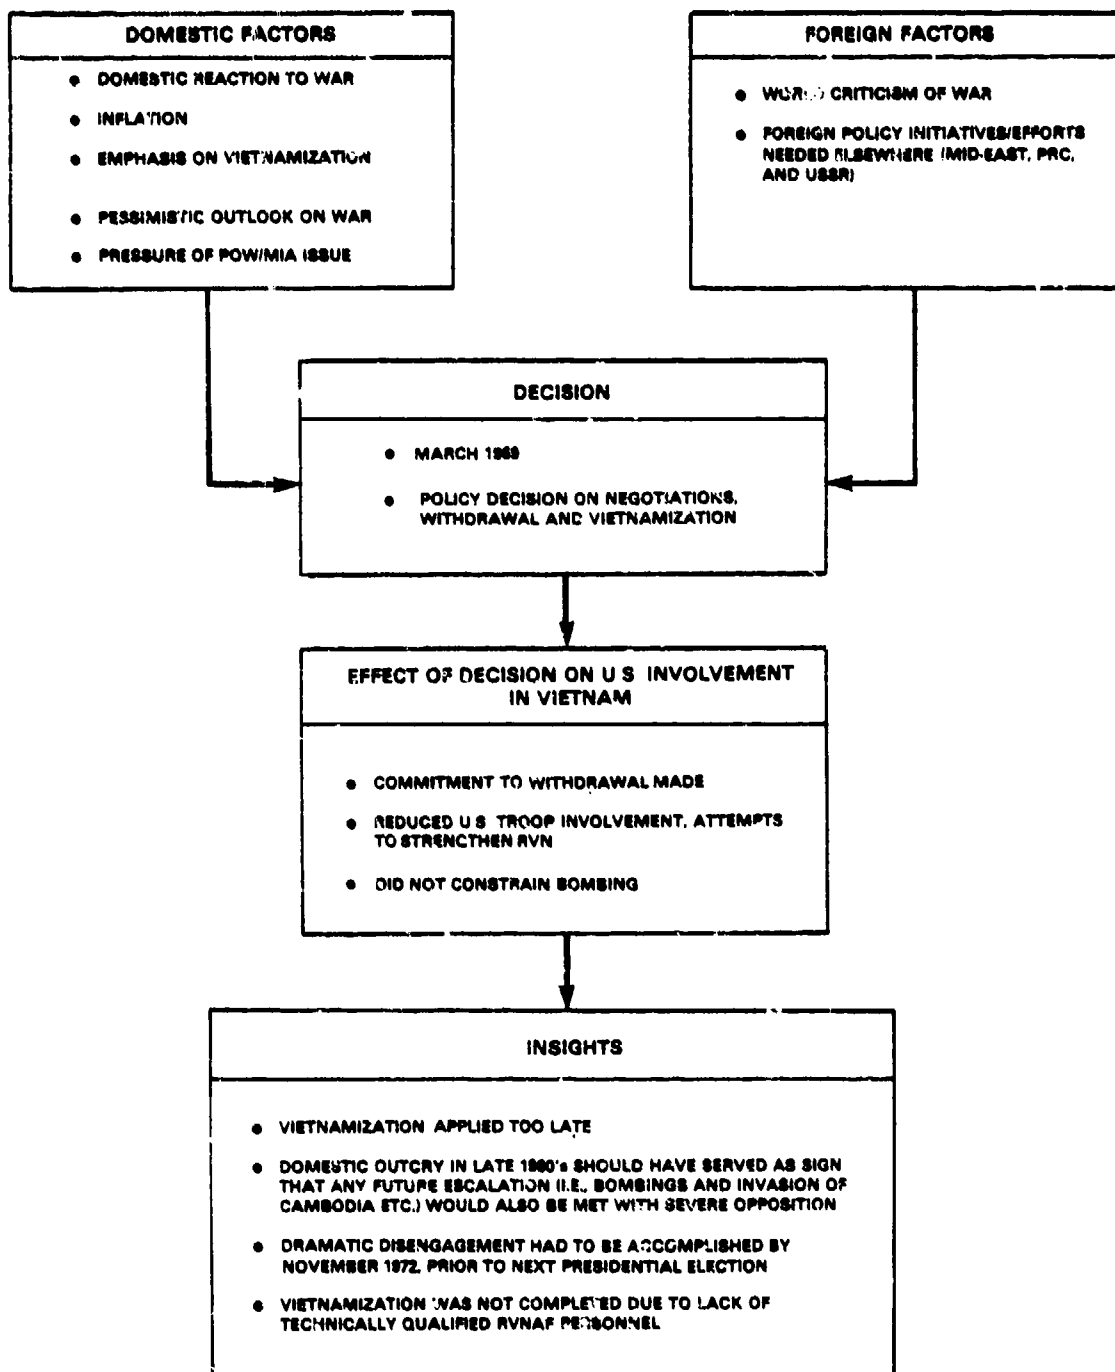 DOMESTIC FACTORS
• DOMESTIC REACTION TO WAR
• INFLATION
• EMPHASIS ON VIETNAMIZATION
• PESSIMISTIC OUTLOOK ON WAR
• PRESSURE OF POW/MIA ISSUE
FOREIGN FACTORS
• WORLD CRITICISM OF WAR
• FOREIGN POLICY INITIATIVES/EFFORTS
NEEDED ELSEWHERE (MID-EAST, PRC,
AND USSR)
DECISION
• MARCH 1969
• POLICY DECISION ON NEGOTIATIONS,
WITHDRAWAL AND VIETNAMIZATION
EFFECT OF DECISION ON U S INVOLVEMENT
IN VIETNAM
• COMMITMENT TO WITHDRAWAL MADE
• REDUCED U S TROOP INVOLVEMENT, ATTEMPTS
TO STRENGTHEN RVN
• DID NOT CONSTRAIN BOMBING
INSIGHTS
• VIETNAMIZATION APPLIED TOO LATE
• DOMESTIC OUTCRY IN LATE 1960's SHOULD HAVE SERVED AS SIGN
THAT ANY FUTURE ESCALATION (I.E., BOMBINGS AND INVASION OF
CAMBODIA ETC.) WOULD ALSO BE MET WITH SEVERE OPPOSITION
• DRAMATIC DISENGAGEMENT HAD TO BE ACCOMPLISHED BY
NOVEMBER 1972, PRIOR TO NEXT PRESIDENTIAL ELECTION
• VIETNAMIZATION WAS NOT COMPLETED DUE TO LACK OF
TECHNICALLY QUALIFIED RVNAF PERSONNEL